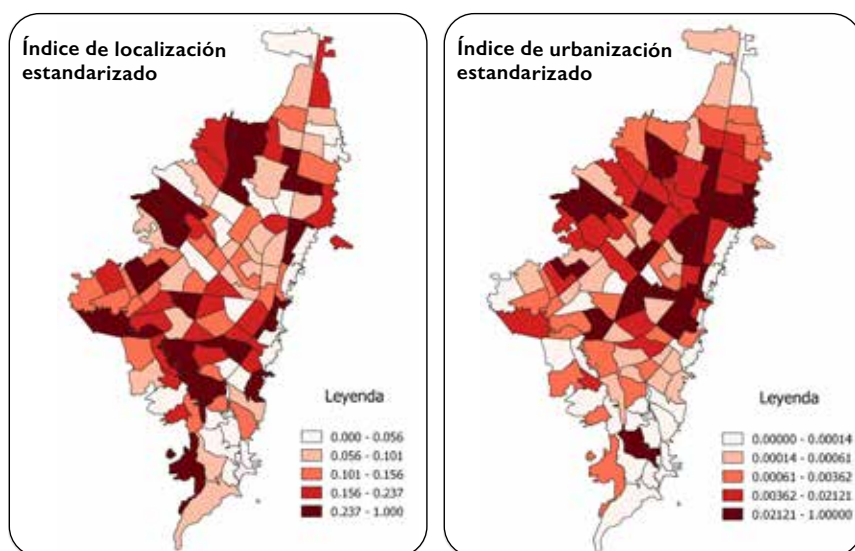 Índice de localización
estandarizado
Leyenda
0.000 - 0.056
0.056 - 0.101
0.101 - 0.156
0.156 - 0.237
0.237 - 1.000
Índice de urbanización
estandarizado
Leyenda
0.00000 - 0.00014
0.00014 - 0.00061
0.00061 - 0.00362
0.00362 - 0.02121
0.02121 - 1.00000